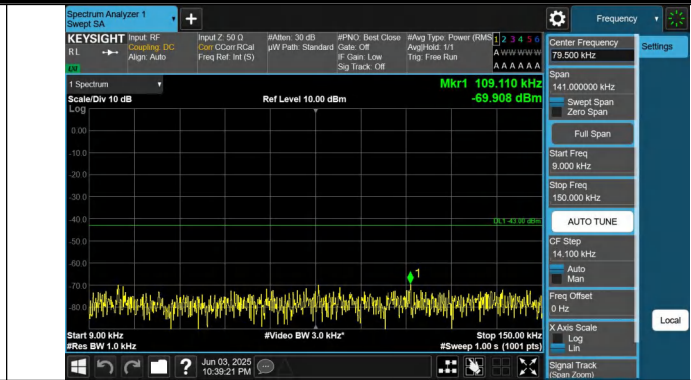 Spectrum Analyzer 1
Swept SA
+
Frequency
KEYSIGHT
RL
Input: RF
Coupling: DC
Align: Auto
Input Z: 50 Ω
Corr CCorr RCal
Freq Ref: Int (S)
#Atten: 30 dB
µW Path: Standard
#PNO: Best Close
Gate: Off
IF Gain: Low
Sig Track: Off
#Avg Type: Power (RMS
Avg|Hold: 1/1
Trig: Free Run
1 2 3 4 5 6
A W W W W W
A A A A A A
1 Spectrum
Mkr1 109.110 kHz
-69.908 dBm
Scale/Div 10 dB
Ref Level 10.00 dBm
Log
0.00
-10.0
-20.0
-30.0
-40.0
-50.0
-60.0
-70.0
-80.0
DL1 -43.00 dBm
1
Start 9.00 kHz
#Video BW 3.0 kHz*
Stop 150.00 kHz
#Res BW 1.0 kHz
#Sweep 1.00 s (1001 pts)
Center Frequency
79.500 kHz
Settings
Span
141.000000 kHz
Swept Span
Zero Span
Full Span
Start Freq
9.000 kHz
Stop Freq
150.000 kHz
AUTO TUNE
CF Step
14.100 kHz
Auto
Man
Freq Offset
0 Hz
X Axis Scale
Log
Lin
Signal Track
(Span Zoom)
Local
?
Jun 03, 2025
10:39:21 PM